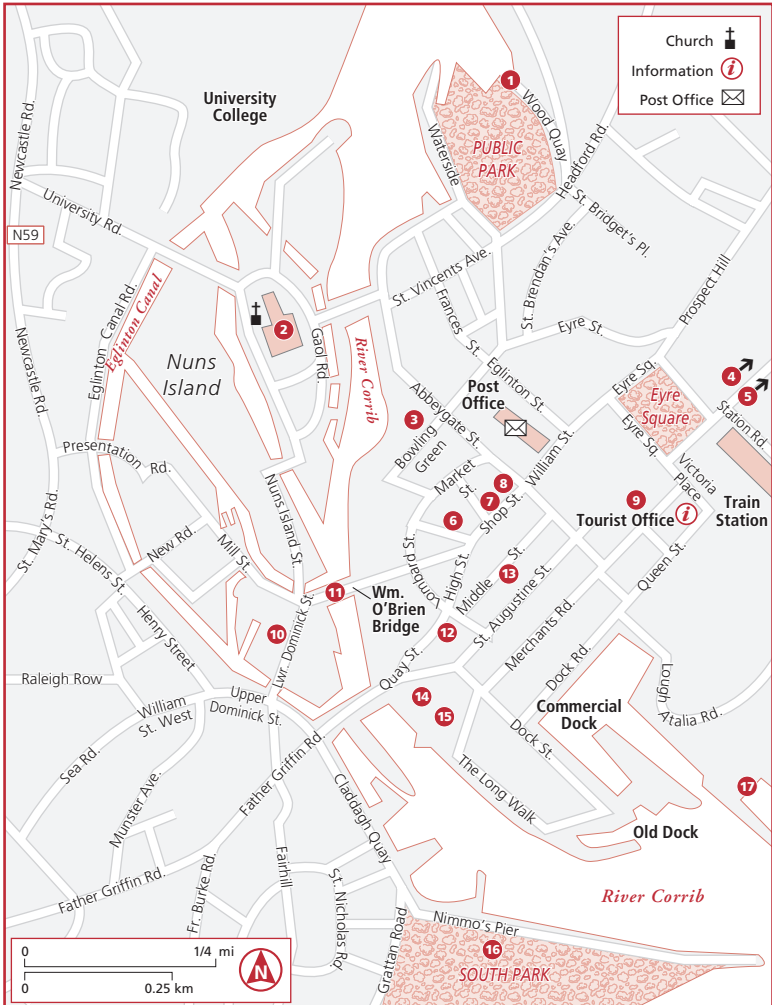 Church
Information i
Post Office
University
College
1
Wood Quay
Waterside
PUBLIC
PARK
Headford Rd.
Newcastle Rd.
University Rd.
N59
St. Bridget's Pl.
St. Brendan's Ave.
St. Vincents Ave.
Prospect Hill
Frances
St.
Eyre St.
Eglinton Canal Rd.
Eglinton Canal
2
Gaol Rd.
River Corrib
Nuns
Island
Newcastle Rd.
Eglinton St.
Post
Office
Eyre Sq.
Eyre
Square
Eyre Sq.
4
5
Station Rd.
Abbeygate St.
3
Bowling
Green
William St.
Market
St.
8
7
6
Shop St.
Victoria
Place
9
Tourist Office i
Train
Station
Presentation Rd.
St. Mary's Rd.
St. Helens St.
New Rd.
Mill St.
Nuns Island St.
Lombard St.
High St.
Middle St.
13
St. Augustine St.
Queen St.
11
Wm.
O'Brien
Bridge
Merchants Rd.
Henry Street
10
Lwr. Dominick St.
12
Quay St.
Dock Rd.
Lough
Atalia Rd.
Raleigh Row
William
St. West
Upper
Dominick St.
14
15
Commercial
Dock
Dock St.
Sea Rd.
Father Griffin Rd.
The Long Walk
17
Munster Ave.
Claddagh Quay
Old Dock
Father Griffin Rd.
Fr. Burke Rd.
Fairhill
St. Nicholas Rd
Grattan Road
River Corrib
Nimmo's Pier
16
SOUTH PARK
0 1/4 mi
0 0.25 km
N